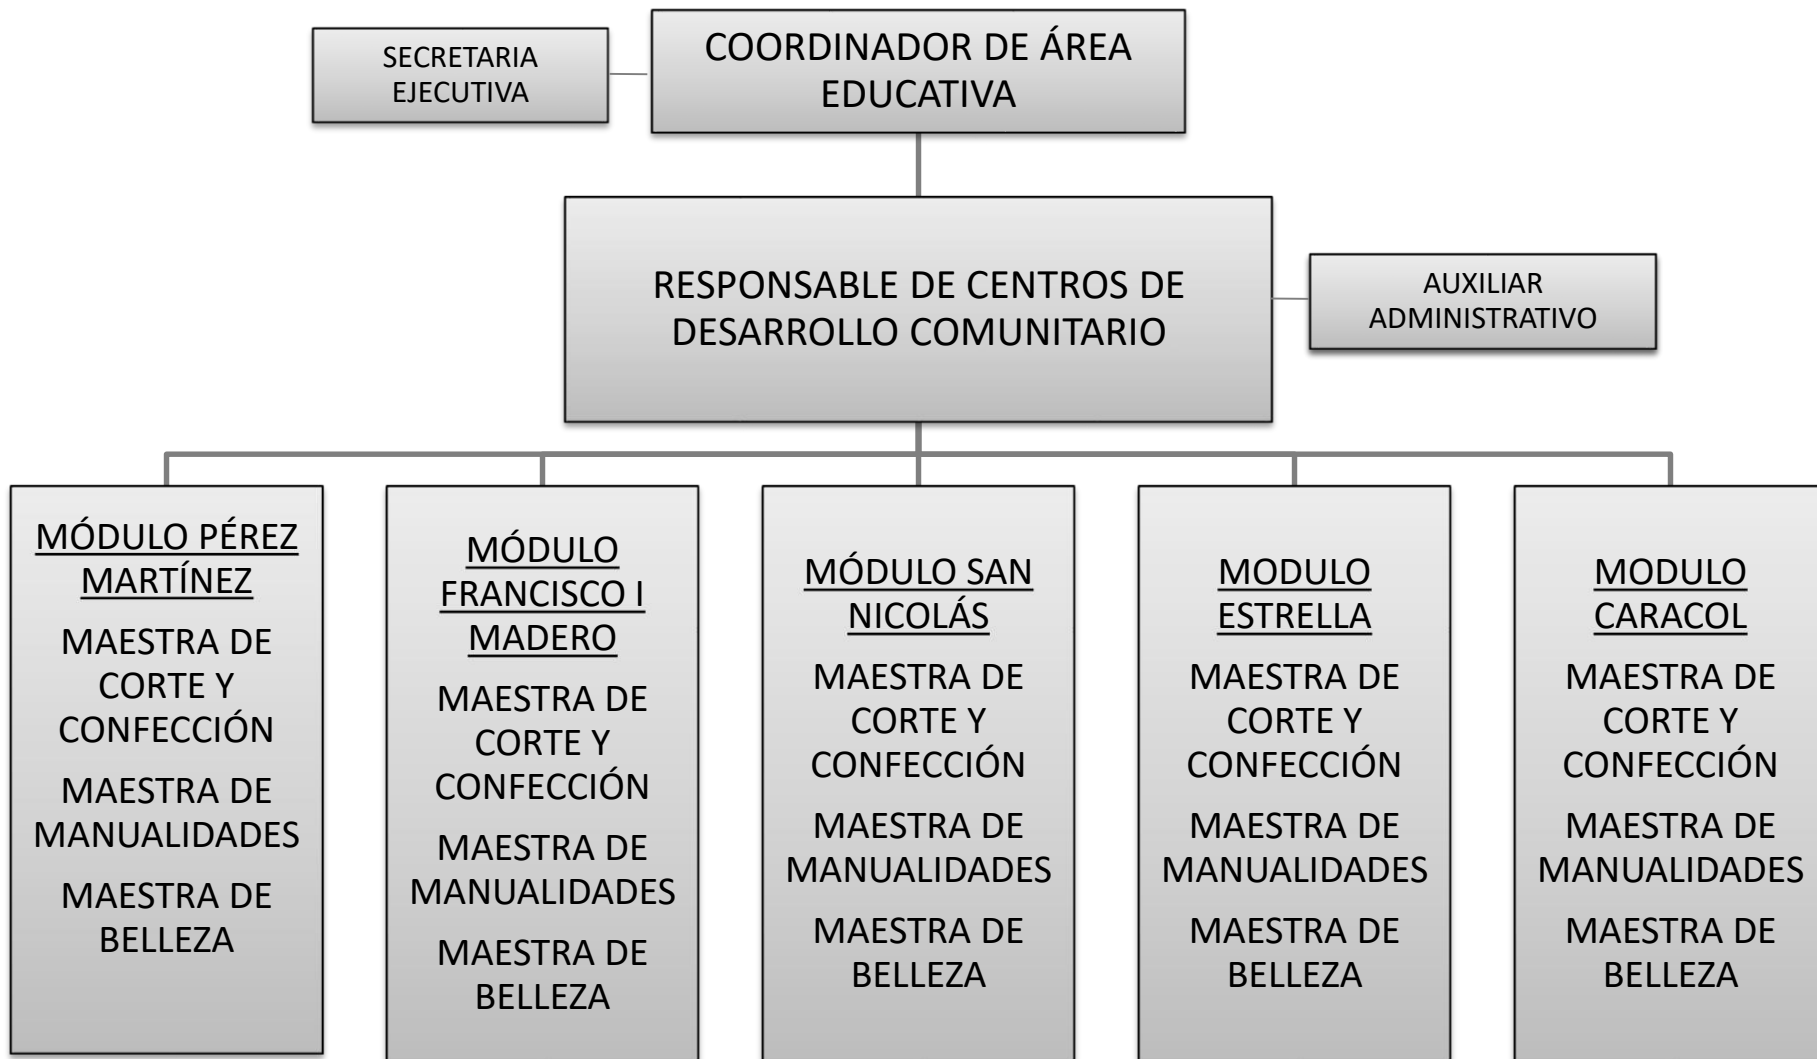 SECRETARIA
EJECUTIVA
COORDINADOR DE ÁREA
EDUCATIVA
RESPONSABLE DE CENTROS DE
DESARROLLO COMUNITARIO
AUXILIAR
ADMINISTRATIVO
MÓDULO PÉREZ
MARTÍNEZ
MAESTRA DE
CORTE Y
CONFECCIÓN
MAESTRA DE
MANUALIDADES
MAESTRA DE
BELLEZA
MÓDULO
FRANCISCO I
MADERO
MAESTRA DE
CORTE Y
CONFECCIÓN
MAESTRA DE
MANUALIDADES
MAESTRA DE
BELLEZA
MÓDULO SAN
NICOLÁS
MAESTRA DE
CORTE Y
CONFECCIÓN
MAESTRA DE
MANUALIDADES
MAESTRA DE
BELLEZA
MODULO
ESTRELLA
MAESTRA DE
CORTE Y
CONFECCIÓN
MAESTRA DE
MANUALIDADES
MAESTRA DE
BELLEZA
MODULO
CARACOL
MAESTRA DE
CORTE Y
CONFECCIÓN
MAESTRA DE
MANUALIDADES
MAESTRA DE
BELLEZA